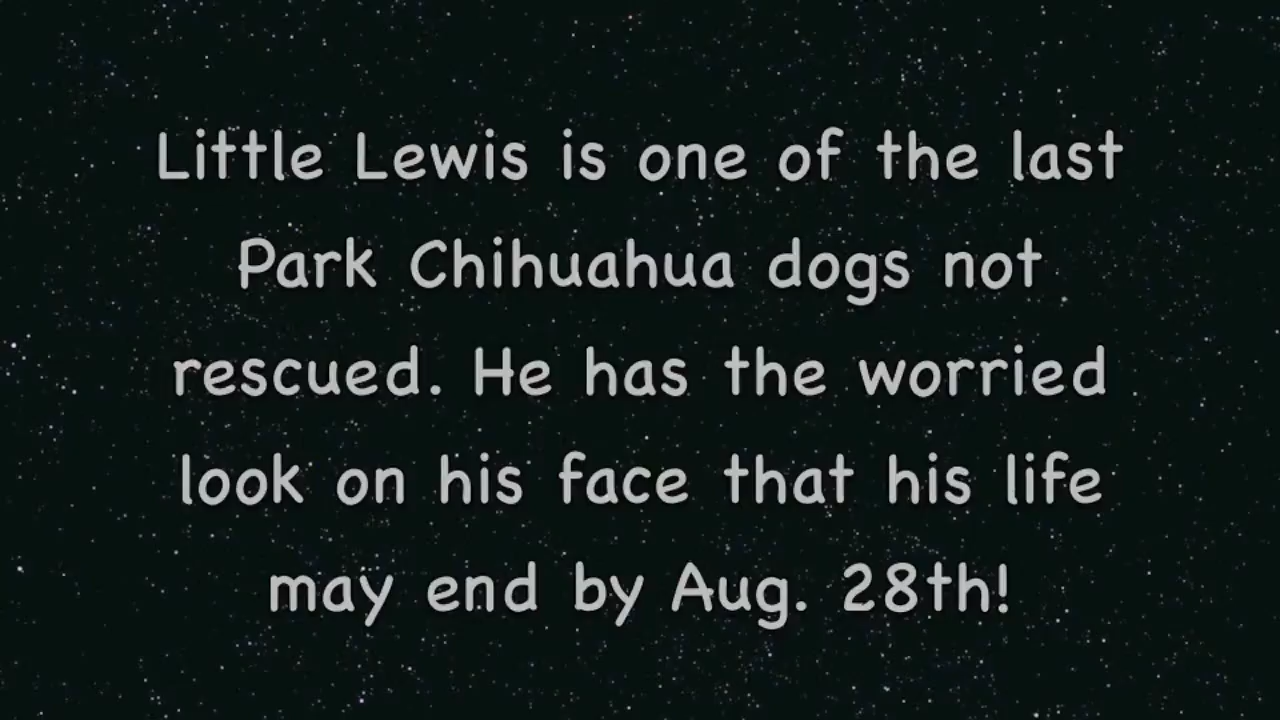 Little Lewis is one of the last
Park Chihuahua dogs not
rescued. He has the worried
look on his face that his life
may end by Aug. 28th!